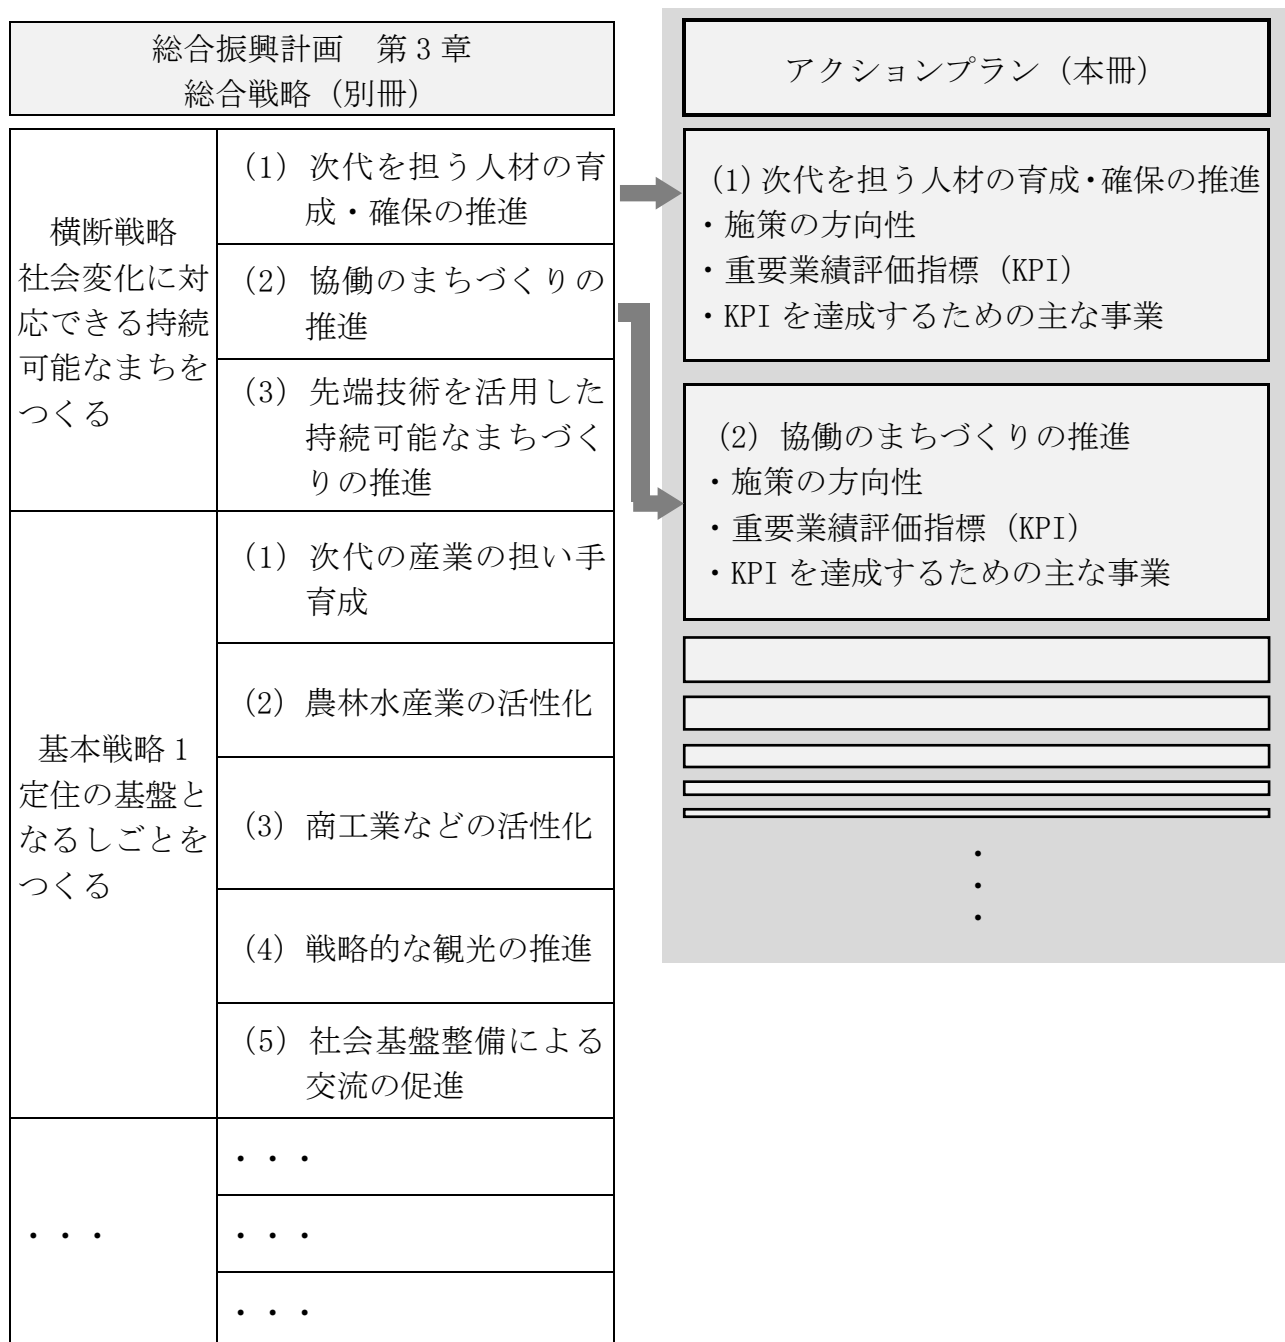 総合振興計画　第3章
総合戦略（別冊）
横断戦略
社会変化に対
応できる持続
可能なまちを
つくる
(1) 次代を担う人材の育
成・確保の推進
(2) 協働のまちづくりの
推進
(3) 先端技術を活用した
持続可能なまちづく
りの推進
基本戦略1
定住の基盤と
なるしごとを
つくる
(1) 次代の産業の担い手
育成
(2) 農林水産業の活性化
(3) 商工業などの活性化
(4) 戦略的な観光の推進
(5) 社会基盤整備による
交流の促進
・・・
・・・
・・・
・・・
アクションプラン（本冊）
(1)次代を担う人材の育成・確保の推進
・施策の方向性
・重要業績評価指標（KPI）
・KPIを達成するための主な事業
(2) 協働のまちづくりの推進
・施策の方向性
・重要業績評価指標（KPI）
・KPIを達成するための主な事業
・
・
・